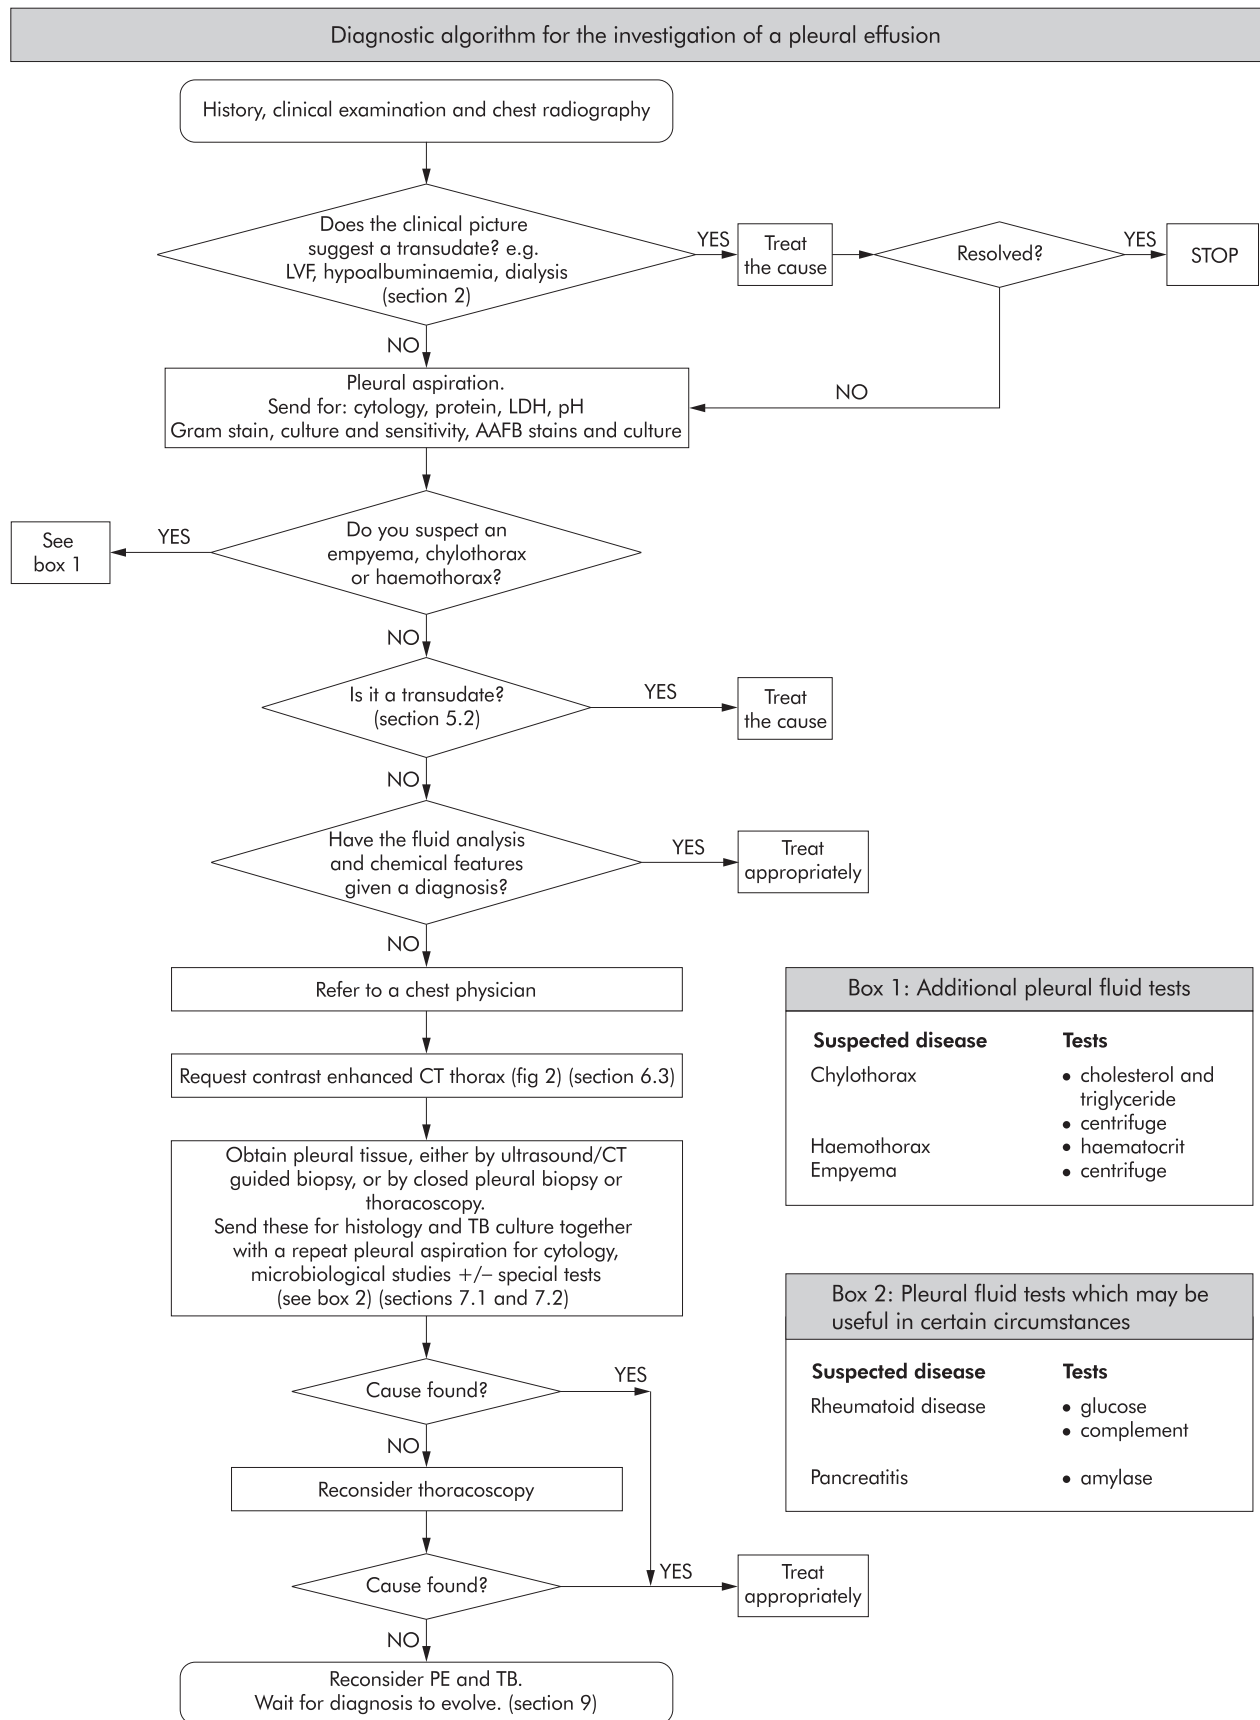 Diagnostic algorithm for the investigation of a pleural effusion
History, clinical examination and chest radiography
Does the clinical picture
suggest a transudate? e.g.
LVF, hypoalbuminaemia, dialysis
(section 2)
YES
Treat
the cause
Resolved?
YES
STOP
NO
NO
Pleural aspiration.
Send for: cytology, protein, LDH, pH
Gram stain, culture and sensitivity, AAFB stains and culture
Do you suspect an
empyema, chylothorax
or haemothorax?
YES
See
box 1
NO
Is it a transudate?
(section 5.2)
YES
Treat
the cause
NO
Have the fluid analysis
and chemical features
given a diagnosis?
YES
Treat
appropriately
NO
Refer to a chest physician
Request contrast enhanced CT thorax (fig 2) (section 6.3)
Obtain pleural tissue, either by ultrasound/CT
guided biopsy, or by closed pleural biopsy or
thoracoscopy.
Send these for histology and TB culture together
with a repeat pleural aspiration for cytology,
microbiological studies +/– special tests
(see box 2) (sections 7.1 and 7.2)
Cause found?
YES
NO
Reconsider thoracoscopy
Cause found?
YES
Treat
appropriately
NO
Reconsider PE and TB.
Wait for diagnosis to evolve. (section 9)
Box 1: Additional pleural fluid tests
Suspected disease Tests
Chylothorax • cholesterol and
triglyceride
• centrifuge
Haemothorax • haematocrit
Empyema • centrifuge
Box 2: Pleural fluid tests which may be
useful in certain circumstances
Suspected disease Tests
Rheumatoid disease • glucose
• complement
Pancreatitis • amylase